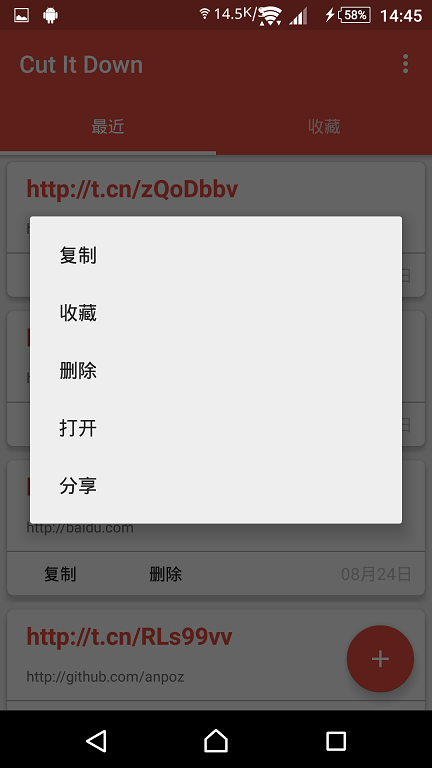 14.5K/s 58% 14:45
Cut It Down
最近 收藏
http://t.cn/zQoDbbv
复制
收藏
删除
打开
分享
http://baidu.com
复制 删除 08月24日
http://t.cn/RLs99vv
http://github.com/anpoz